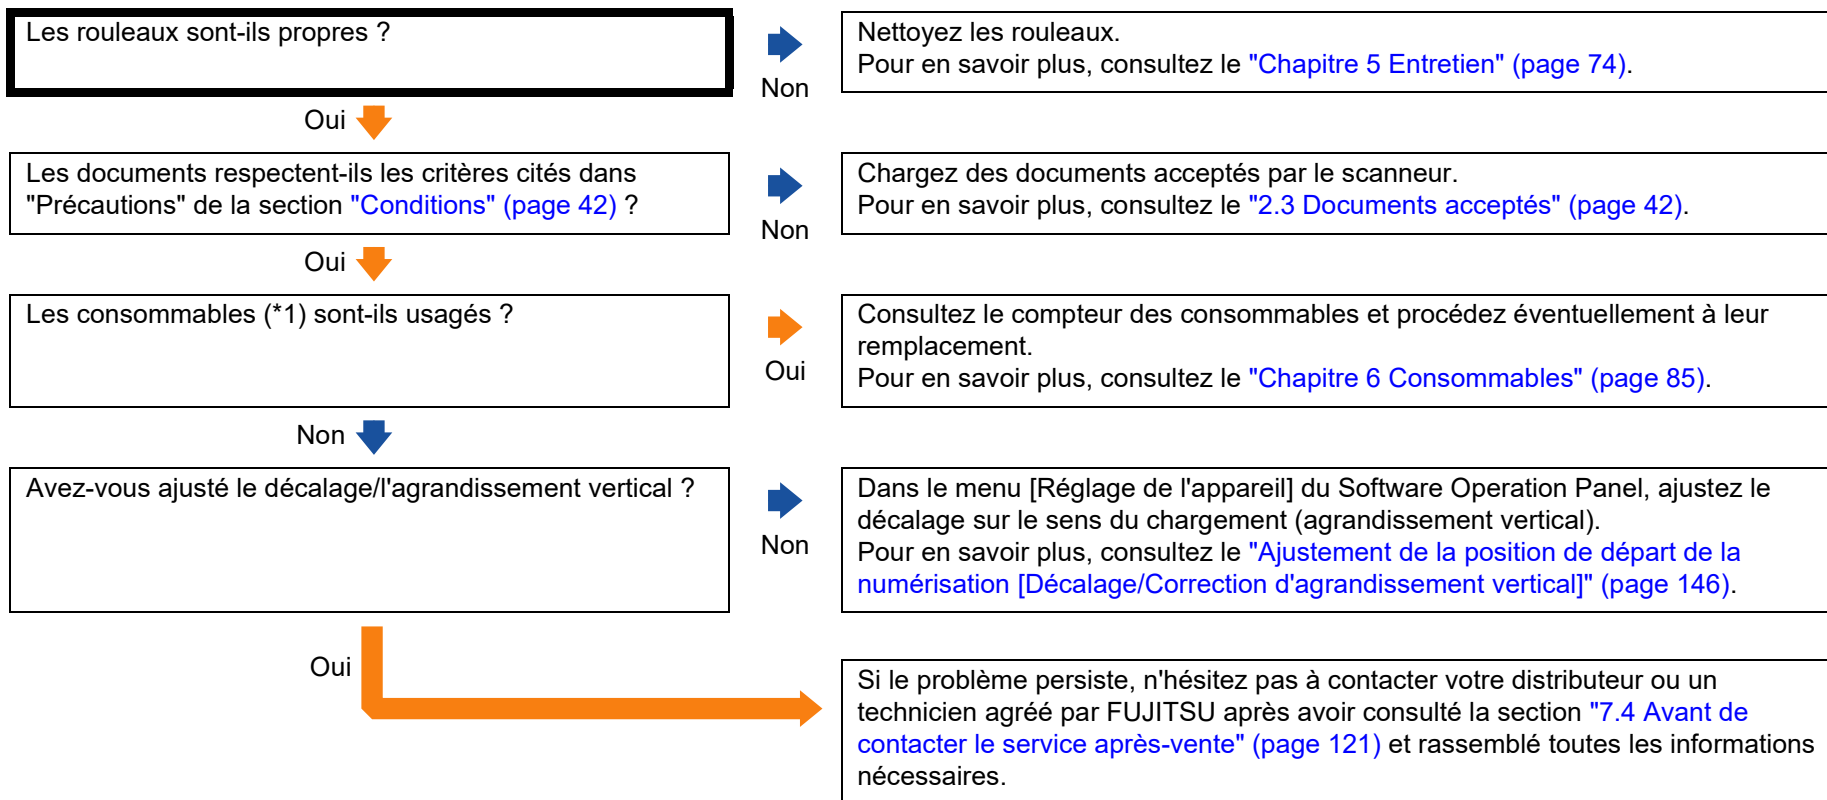 Les rouleaux sont-ils propres ?
Non
Nettoyez les rouleaux.
Pour en savoir plus, consultez le "Chapitre 5 Entretien" (page 74).
Oui
Les documents respectent-ils les critères cités dans
"Précautions" de la section "Conditions" (page 42) ?
Non
Chargez des documents acceptés par le scanneur.
Pour en savoir plus, consultez le "2.3 Documents acceptés" (page 42).
Oui
Les consommables (*1) sont-ils usagés ?
Oui
Consultez le compteur des consommables et procédez éventuellement à leur
remplacement.
Pour en savoir plus, consultez le "Chapitre 6 Consommables" (page 85).
Non
Avez-vous ajusté le décalage/l'agrandissement vertical ?
Non
Dans le menu [Réglage de l'appareil] du Software Operation Panel, ajustez le
décalage sur le sens du chargement (agrandissement vertical).
Pour en savoir plus, consultez le "Ajustement de la position de départ de la
numérisation [Décalage/Correction d'agrandissement vertical]" (page 146).
Oui
Si le problème persiste, n'hésitez pas à contacter votre distributeur ou un
technicien agréé par FUJITSU après avoir consulté la section "7.4 Avant de
contacter le service après-vente" (page 121) et rassemblé toutes les informations
nécessaires.